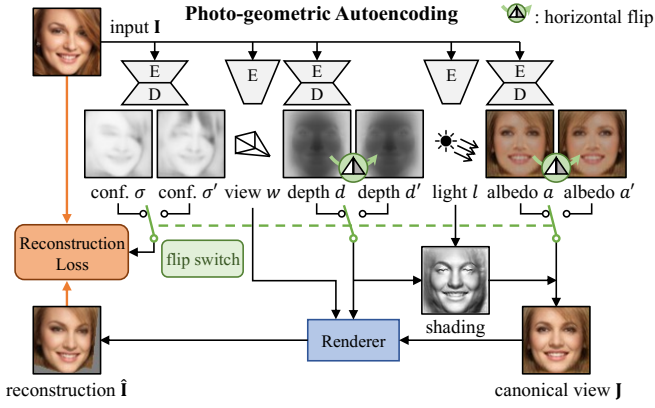 Photo-geometric Autoencoding
: horizontal flip
input I
E
D
E
E
D
E
E
D
conf. σ
conf. σ′
view w
depth d
depth d′
light l
albedo a
albedo a′
Reconstruction
Loss
flip switch
shading
Renderer
reconstruction Î
canonical view J